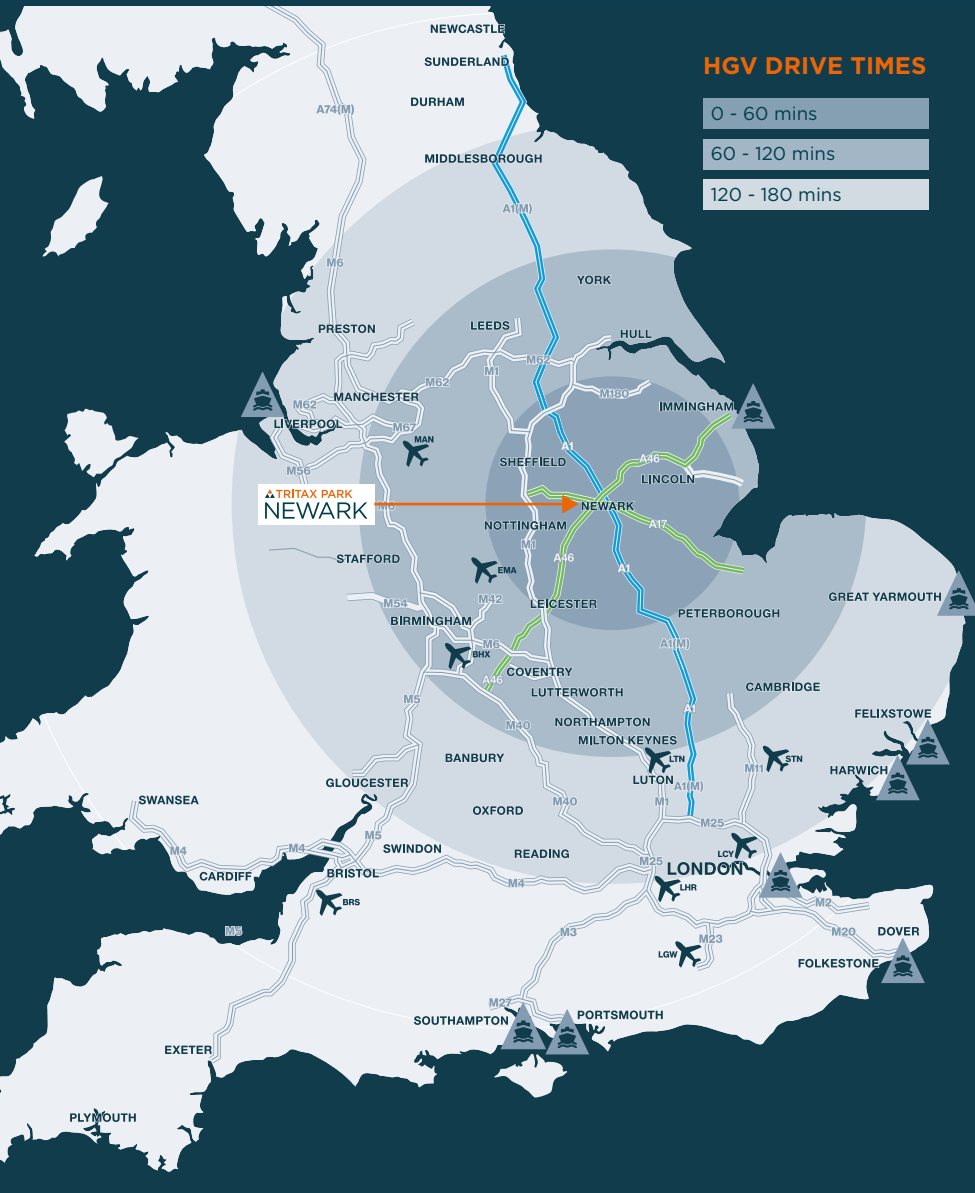 NEWCASTLE
SUNDERLAND
HGV DRIVE TIMES
DURHAM
A74(M)
0 - 60 mins
60 - 120 mins
MIDDLESBOROUGH
120 - 180 mins
A1(M)
M6
YORK
PRESTON
LEEDS
HULL
M62
M1
M62
M180
MANCHESTER
M62
IMMINGHAM
LIVERPOOL
M67
MAN
A1
SHEFFIELD
A46
M56
LINCOLN
TRITAX PARK
NEWARK
M6
NEWARK
NOTTINGHAM
A17
M1
STAFFORD
A46
EMA
A1
M54
M42
LEICESTER
GREAT YARMOUTH
BIRMINGHAM
PETERBOROUGH
M6
A1(M)
BHX
COVENTRY
A46
LUTTERWORTH
CAMBRIDGE
M5
A1
FELIXSTOWE
NORTHAMPTON
M40
MILTON KEYNES
BANBURY
LTN
STN
M11
HARWICH
LUTON
GLOUCESTER
A1(M)
SWANSEA
M40
M1
OXFORD
M25
M5
M4
M4
SWINDON
READING
LCY
M25
LONDON
CARDIFF
BRISTOL
M4
LHR
BRS
M2
M5
M3
M23
M20
DOVER
LGW
FOLKESTONE
M27
SOUTHAMPTON
PORTSMOUTH
EXETER
PLYMOUTH